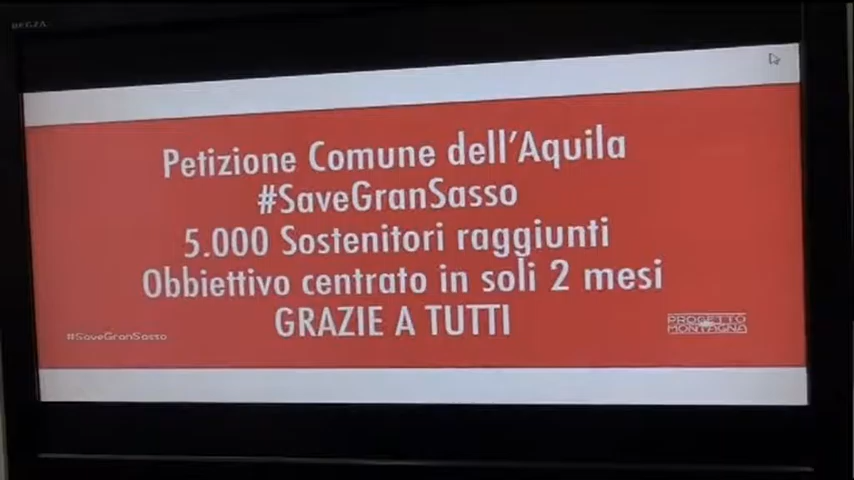 REGZA
Petizione Comune dell'Aquila
#SaveGranSasso
5.000 Sostenitori raggiunti
Obbiettivo centrato in soli 2 mesi
GRAZIE A TUTTI
#SaveGranSasso
PROGETTO
MONTAGNA